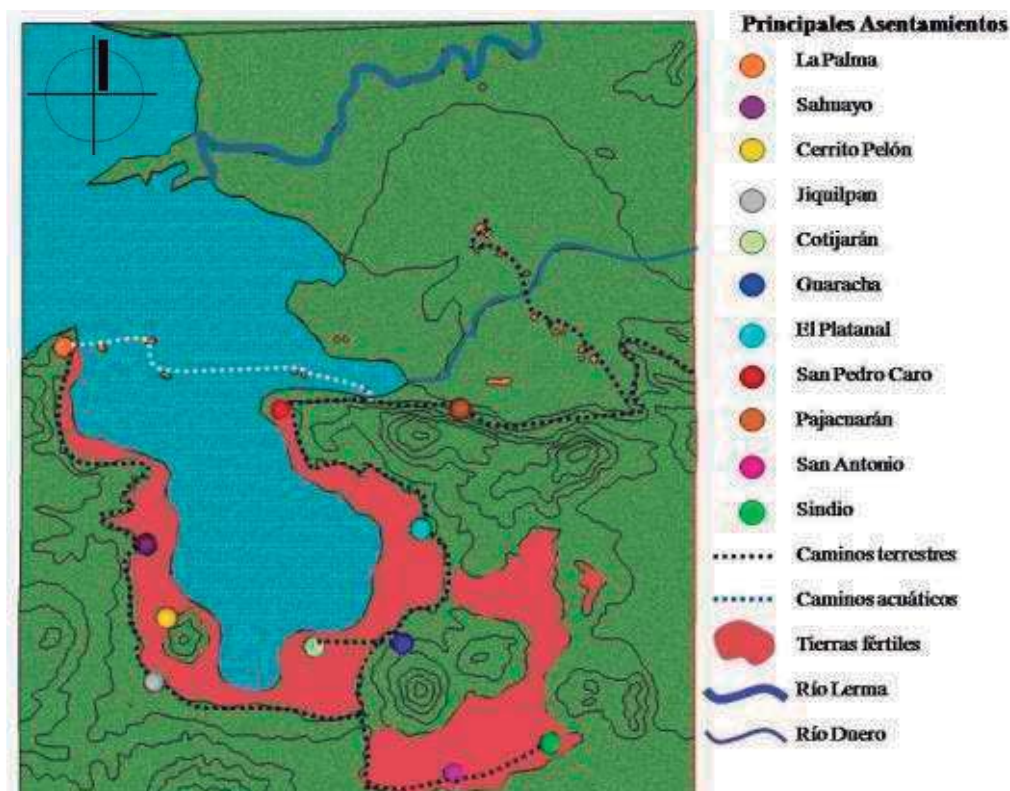 Principales Asentamientos
La Palma
Sahuayo
Cerrito Pelón
Jiquilpan
Cotijarán
Guaracha
El Platanal
San Pedro Caro
Pajacuarán
San Antonio
Sindio
Caminos terrestres
Caminos acuáticos
Tierras fértiles
Río Lerma
Río Duero